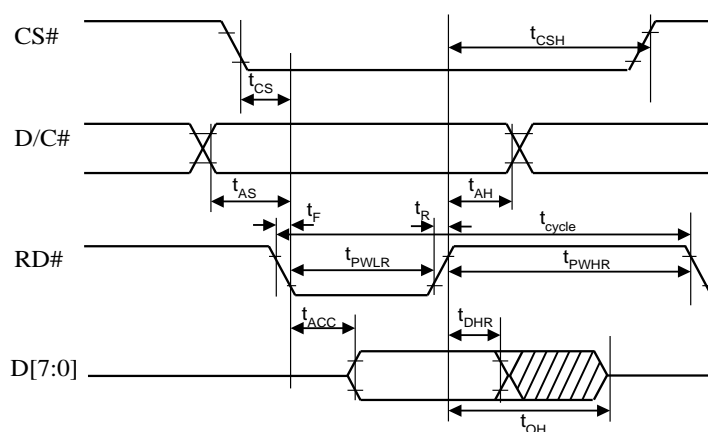 CS#
tCSH
tCS
D/C#
tAS
tAH
tF
tR
tcycle
RD#
tPWLR
tPWHR
tACC
tDHR
D[7:0]
tOH